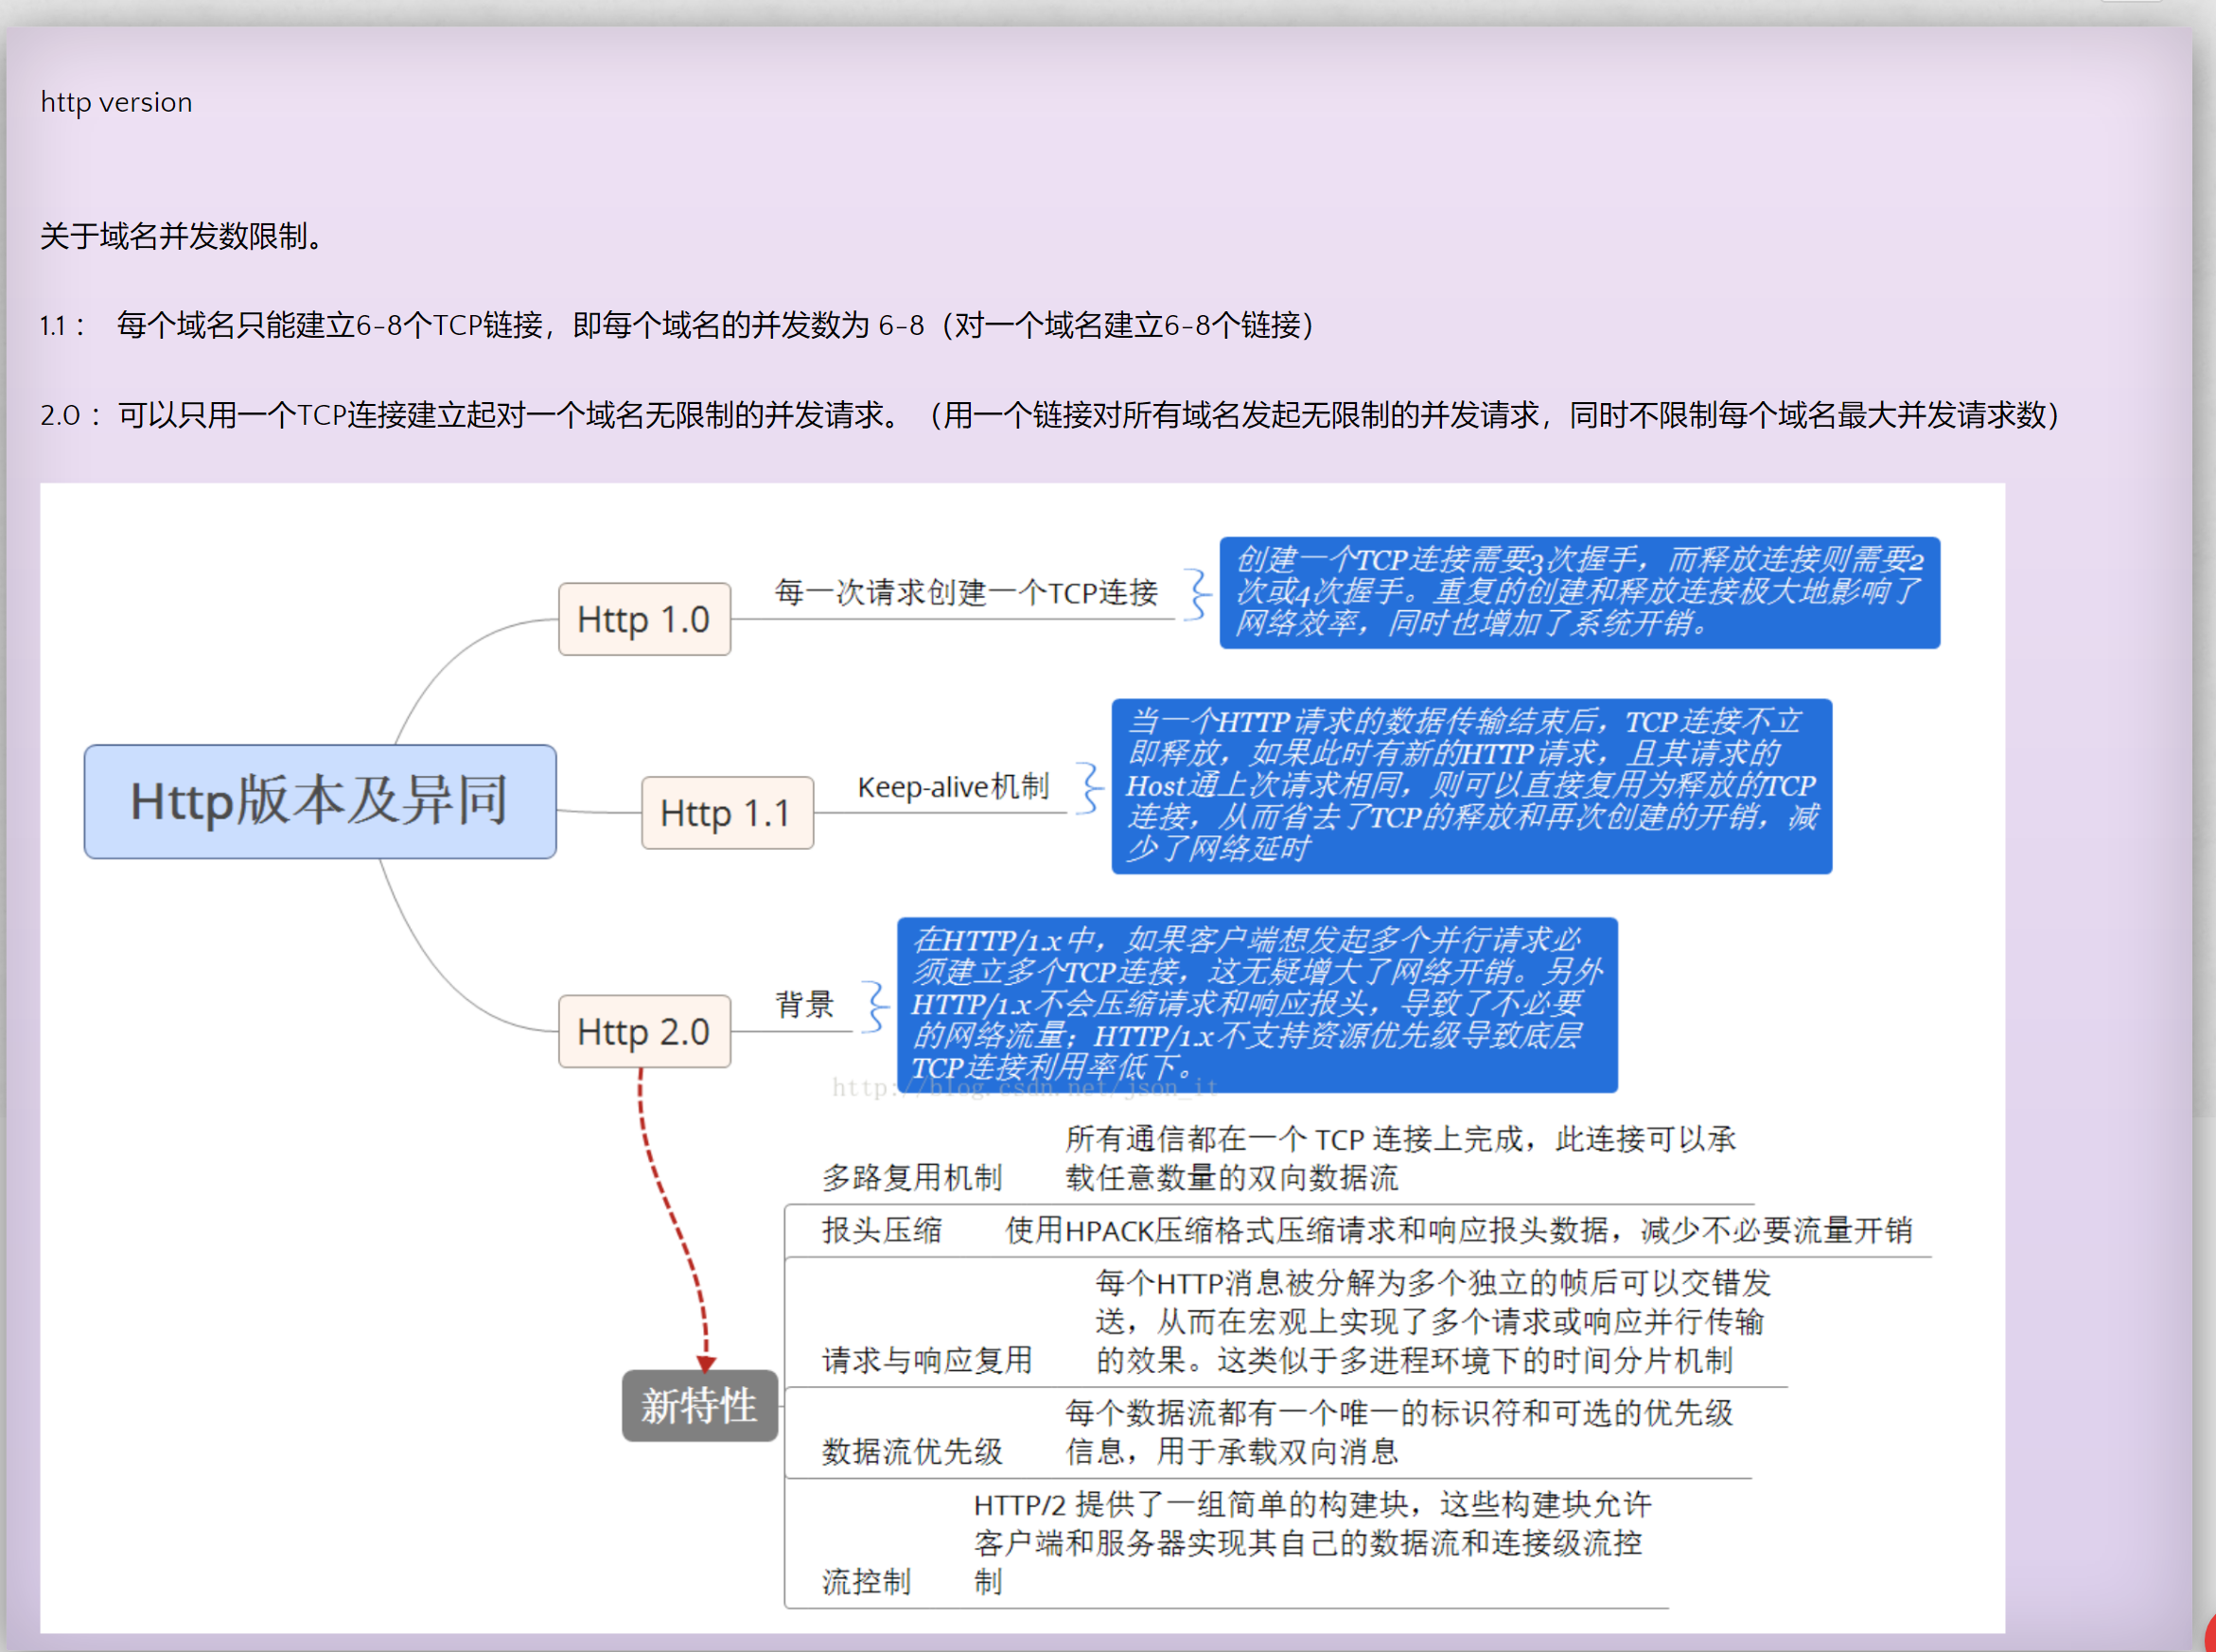 http version
关于域名并发数限制。
1.1： 每个域名只能建立6-8个TCP链接，即每个域名的并发数为 6-8（对一个域名建立6-8个链接）
2.0：可以只用一个TCP连接建立起对一个域名无限制的并发请求。（用一个链接对所有域名发起无限制的并发请求，同时不限制每个域名最大并发请求数）
Http版本及异同
Http 1.0
每一次请求创建一个TCP连接
创建一个TCP连接需要3次握手，而释放连接则需要2
次或4次握手。重复的创建和释放连接极大地影响了
网络效率，同时也增加了系统开销。
Http 1.1
Keep-alive机制
当一个HTTP请求的数据传输结束后，TCP连接不立
即释放，如果此时有新的HTTP请求，且其请求的
Host通上次请求相同，则可以直接复用为释放的TCP
连接，从而省去了TCP的释放和再次创建的开销，减
少了网络延时
Http 2.0
背景
在HTTP/1.x中，如果客户端想发起多个并行请求必
须建立多个TCP连接，这无疑增大了网络开销。另外
HTTP/1.x不会压缩请求和响应报头，导致了不必要
的网络流量；HTTP/1.x不支持资源优先级导致底层
TCP连接利用率低下。
http://blog.csdn.net/json_it
新特性
多路复用机制
所有通信都在一个 TCP 连接上完成，此连接可以承
载任意数量的双向数据流
报头压缩
使用HPACK压缩格式压缩请求和响应报头数据，减少不必要流量开销
请求与响应复用
每个HTTP消息被分解为多个独立的帧后可以交错发
送，从而在宏观上实现了多个请求或响应并行传输
的效果。这类似于多进程环境下的时间分片机制
数据流优先级
每个数据流都有一个唯一的标识符和可选的优先级
信息，用于承载双向消息
流控制
HTTP/2 提供了一组简单的构建块，这些构建块允许
客户端和服务器实现其自己的数据流和连接级流控
制